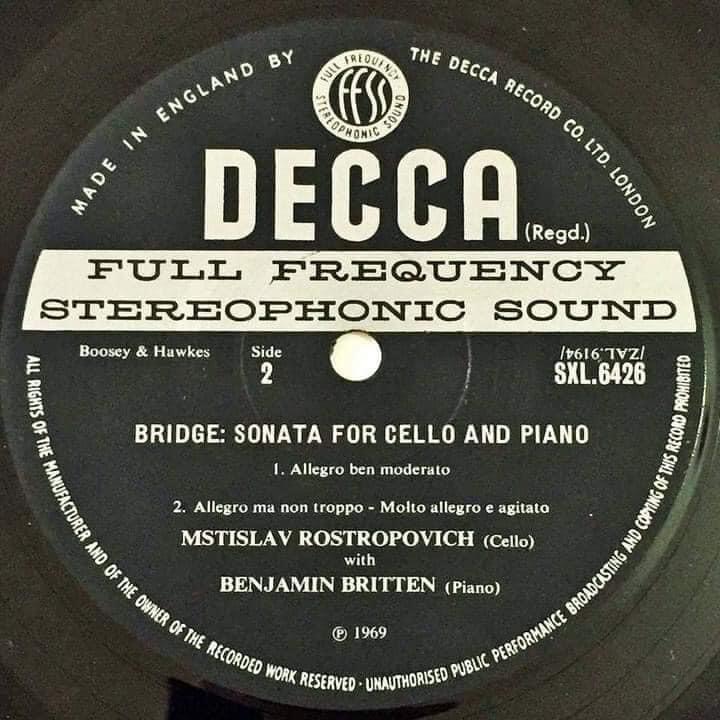 MADE IN ENGLAND BY
FULL FREQUENCY
ffss
STEREOPHONIC SOUND
THE DECCA RECORD CO. LTD. LONDON
DECCA
(Regd.)
FULL FREQUENCY
STEREOPHONIC SOUND
Boosey & Hawkes
Side
2
/ZAL.9194/
SXL.6426
BRIDGE: SONATA FOR CELLO AND PIANO
1. Allegro ben moderato
2. Allegro ma non troppo - Molto allegro e agitato
MSTISLAV ROSTROPOVICH (Cello)
with
BENJAMIN BRITTEN (Piano)
℗ 1969
ALL RIGHTS OF THE MANUFACTURER AND OF THE OWNER OF THE RECORDED WORK RESERVED · UNAUTHORISED PUBLIC PERFORMANCE BROADCASTING AND COPYING OF THIS RECORD PROHIBITED